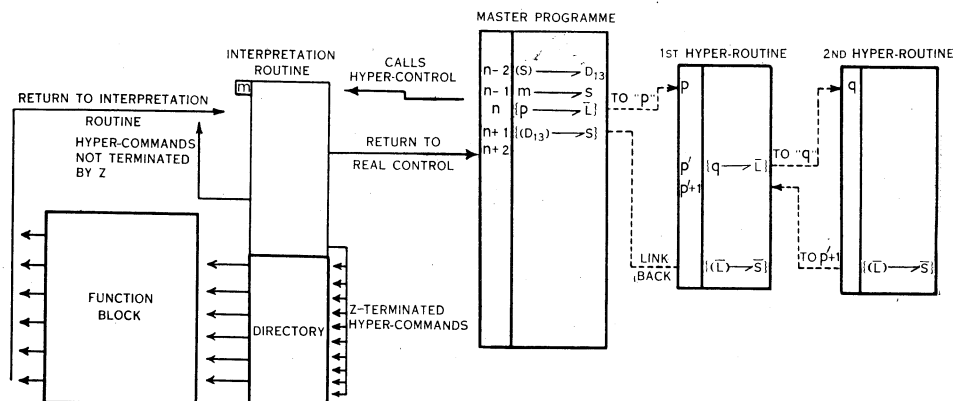 MASTER PROGRAMME
INTERPRETATION
ROUTINE
CALLS
HYPER-CONTROL
1ST HYPER-ROUTINE
2ND HYPER-ROUTINE
m
n-2 (S) → D13
n-1 m → S
n {p → L̅}
n+1 {(D13) → S}
n+2
TO "p"
p
q
RETURN TO INTERPRETATION
ROUTINE
HYPER-COMMANDS
NOT TERMINATED
BY Z
RETURN TO
REAL CONTROL
p' {q → L̅}
p'+1
TO "q"
LINK
BACK
{(L̅) → S̅}
TO p'+1
{(L̅) → S̅}
FUNCTION
BLOCK
DIRECTORY
Z-TERMINATED
HYPER-COMMANDS